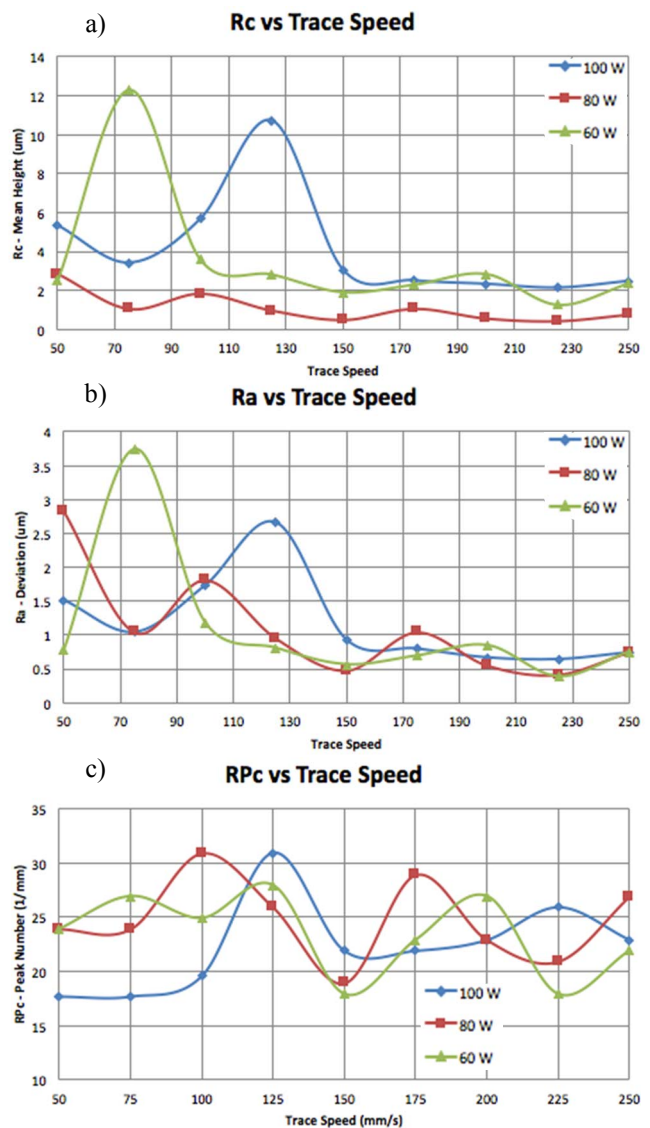 a)
Rc vs Trace Speed
Rc - Mean Height (um)
14
12
10
8
6
4
2
0
50 70 90 110 130 150 170 190 210 230 250
Trace Speed
100 W
80 W
60 W
b)
Ra vs Trace Speed
Ra - Deviation (um)
4
3.5
3
2.5
2
1.5
1
0.5
0
50 70 90 110 130 150 170 190 210 230 250
Trace Speed
100 W
80 W
60 W
c)
RPc vs Trace Speed
RPc - Peak Number (1/mm)
35
30
25
20
15
10
50 75 100 125 150 175 200 225 250
Trace Speed (mm/s)
100 W
80 W
60 W